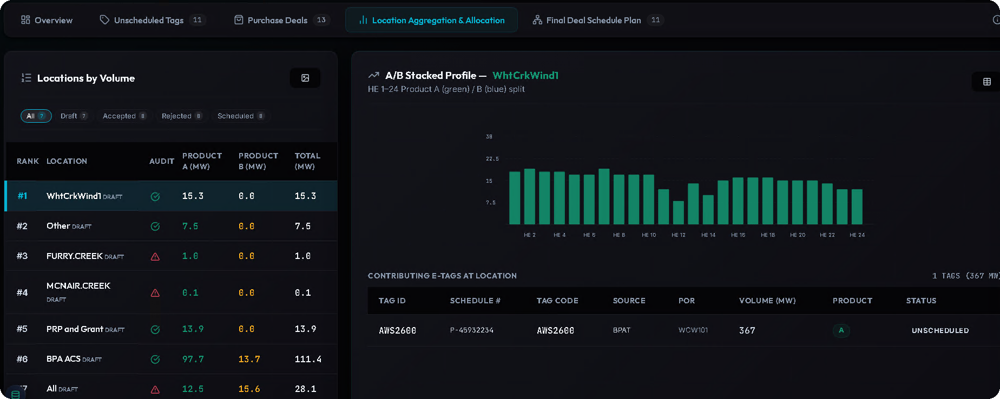 Overview
Unscheduled Tags 11
Purchase Deals 13
Location Aggregation & Allocation
Final Deal Schedule Plan 11
Locations by Volume
All 7 Draft 7 Accepted 0 Rejected 0 Scheduled 0
RANK LOCATION AUDIT PRODUCT A (MW) PRODUCT B (MW) TOTAL (MW)
#1 WhtCrkWind1 DRAFT 15.3 0.0 15.3
#2 Other DRAFT 7.5 0.0 7.5
#3 FURRY.CREEK DRAFT 1.0 0.0 1.0
#4 MCNAIR.CREEK DRAFT 0.1 0.0 0.1
#5 PRP and Grant DRAFT 13.9 0.0 13.9
#6 BPA ACS DRAFT 97.7 13.7 111.4
#7 All DRAFT 12.5 15.6 28.1
A/B Stacked Profile — WhtCrkWind1
HE 1–24 Product A (green) / B (blue) split
30
22.5
15
7.5
HE 2 HE 4 HE 6 HE 8 HE 10 HE 12 HE 14 HE 16 HE 18 HE 20 HE 22 HE 24
CONTRIBUTING E-TAGS AT LOCATION
1 TAGS (367 MW)
TAG ID SCHEDULE # TAG CODE SOURCE POR VOLUME (MW) PRODUCT STATUS
AWS2600 P-45932234 AWS2600 BPAT WCW101 367 A UNSCHEDULED